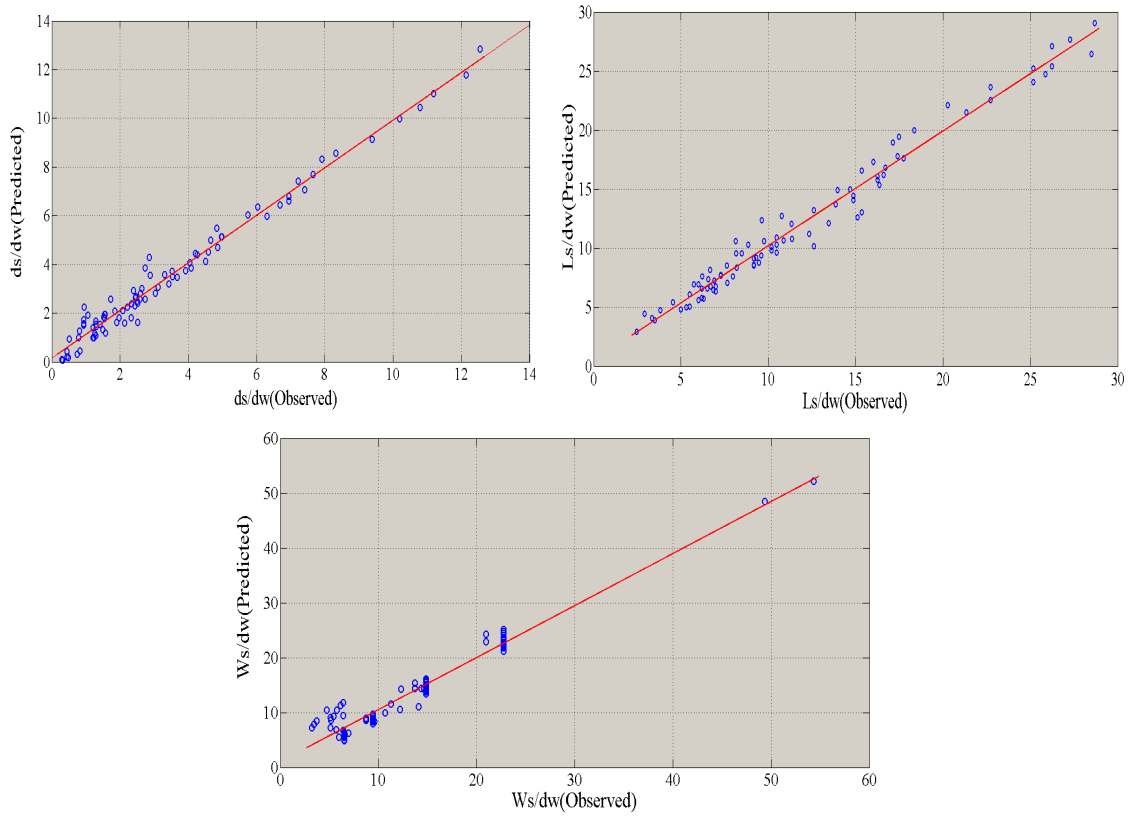 14
12
10
8
6
4
2
0
ds/dw(Predicted)
0 2 4 6 8 10 12 14
ds/dw(Observed)
30
25
20
15
10
5
0
Ls/dw(Predicted)
0 5 10 15 20 25 30
Ls/dw(Observed)
60
50
40
30
20
10
0
Ws/dw(Predicted)
0 10 20 30 40 50 60
Ws/dw(Observed)